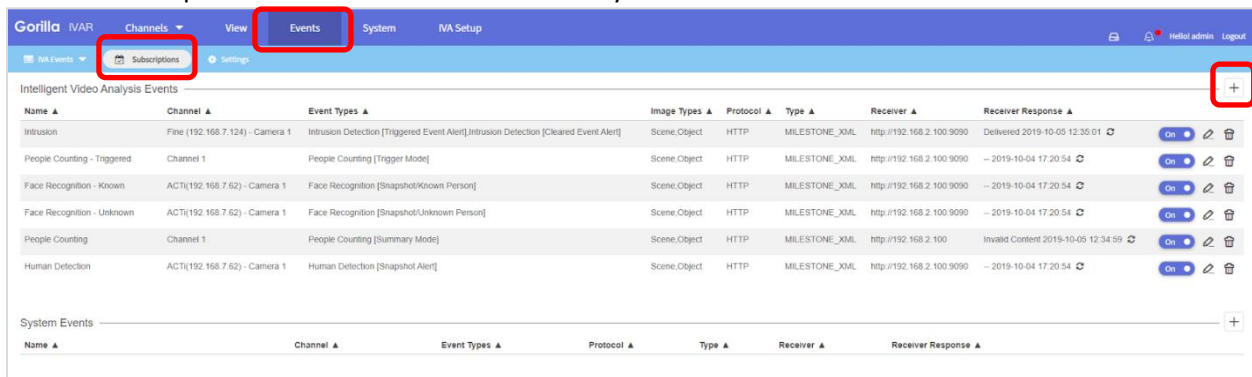 Gorilla IVAR Channels View Events System IVA Setup Hello! admin Logout
IVA Events Subscriptions Settings
Intelligent Video Analysis Events
Name ▲ Channel ▲ Event Types ▲ Image Types ▲ Protocol ▲ Type ▲ Receiver ▲ Receiver Response ▲
Intrusion Fine (192.168.7.124) - Camera 1 Intrusion Detection [Triggered Event Alert],Intrusion Detection [Cleared Event Alert] Scene,Object HTTP MILESTONE_XML http://192.168.2.100:9090 Delivered 2019-10-05 12:35:01 On
People Counting - Triggered Channel 1 People Counting [Trigger Mode] Scene,Object HTTP MILESTONE_XML http://192.168.2.100:9090 -- 2019-10-04 17:20:54 On
Face Recognition - Known ACTi(192.168.7.62) - Camera 1 Face Recognition [Snapshot/Known Person] Scene,Object HTTP MILESTONE_XML http://192.168.2.100:9090 -- 2019-10-04 17:20:54 On
Face Recognition - Unknown ACTi(192.168.7.62) - Camera 1 Face Recognition [Snapshot/Unknown Person] Scene,Object HTTP MILESTONE_XML http://192.168.2.100:9090 -- 2019-10-04 17:20:54 On
People Counting Channel 1 People Counting [Summary Mode] Scene,Object HTTP MILESTONE_XML http://192.168.2.100 Invalid Content 2019-10-05 12:34:59 On
Human Detection ACTi(192.168.7.62) - Camera 1 Human Detection [Snapshot Alert] Scene,Object HTTP MILESTONE_XML http://192.168.2.100:9090 -- 2019-10-04 17:20:54 On
System Events
Name ▲ Channel ▲ Event Types ▲ Protocol ▲ Type ▲ Receiver ▲ Receiver Response ▲